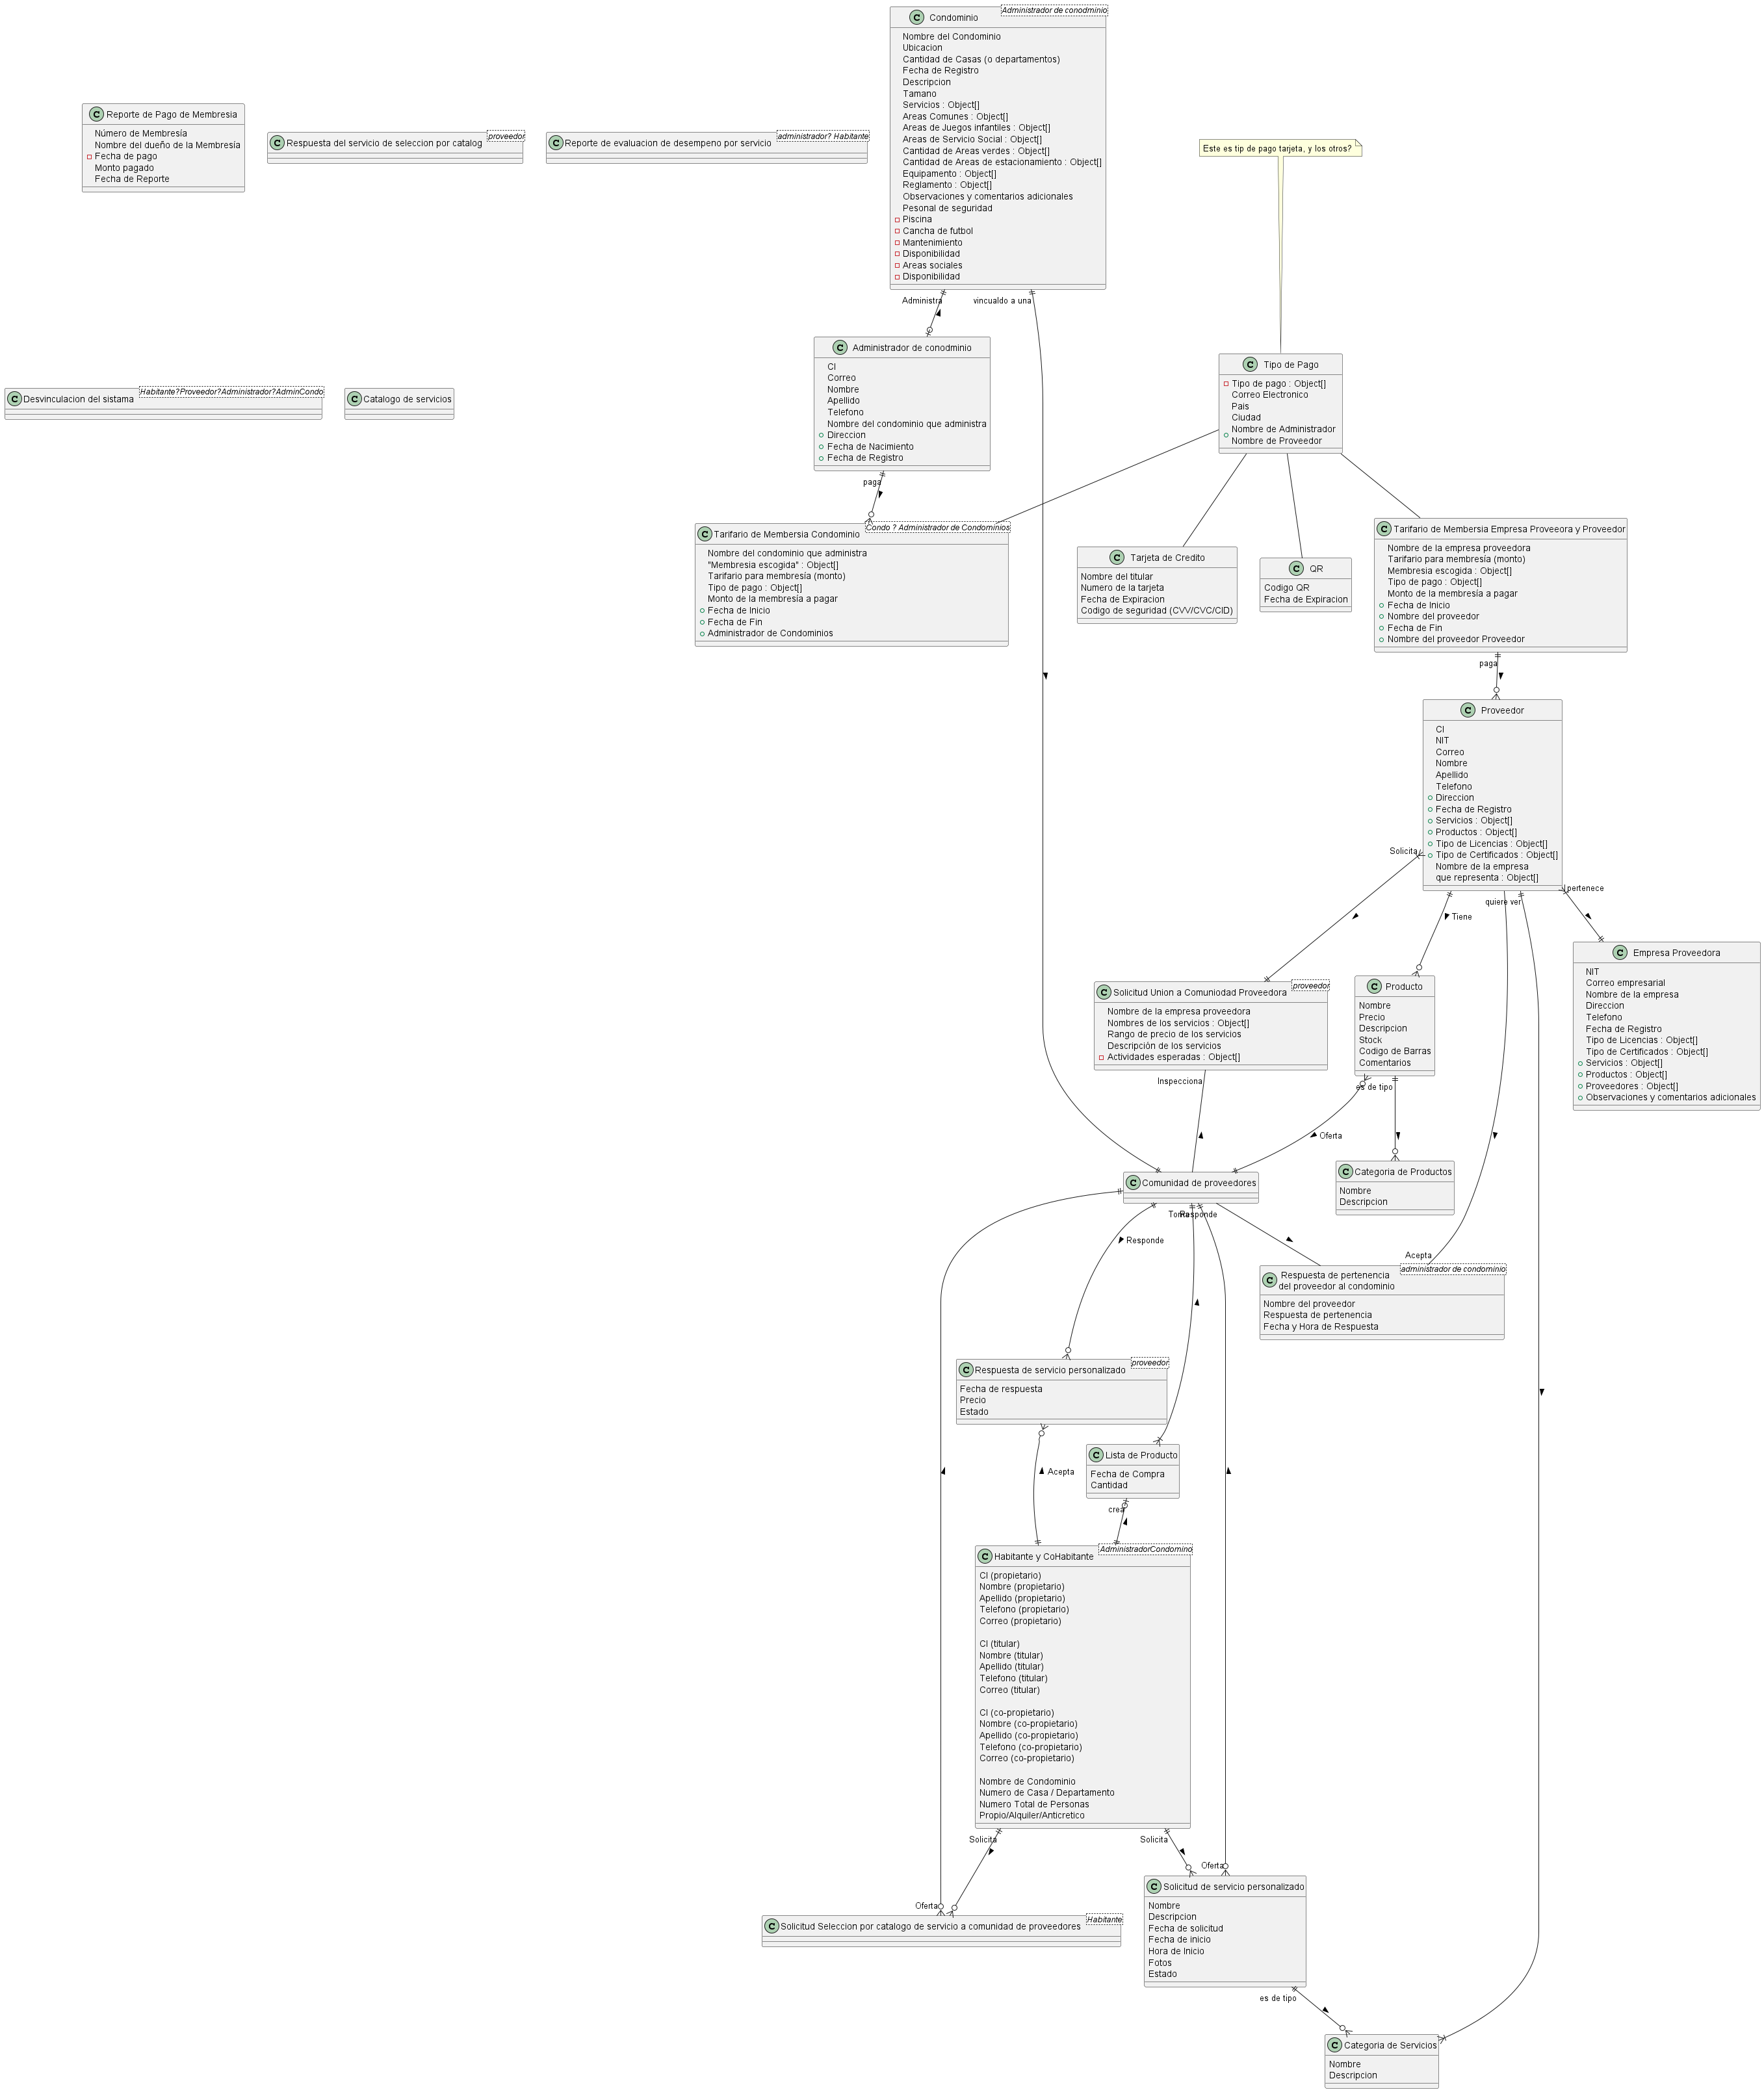 Condominio
Administrador de conodminio
Nombre del Condominio
Ubicacion
Cantidad de Casas (o departamentos)
Fecha de Registro
Descripcion
Tamano
Servicios : Object[]
Areas Comunes : Object[]
Areas de Juegos infantiles : Object[]
Areas de Servicio Social : Object[]
Cantidad de Areas verdes : Object[]
Cantidad de Areas de estacionamiento : Object[]
Equipamento : Object[]
Reglamento : Object[]
Observaciones y comentarios adicionales
Pesonal de seguridad
Piscina
Cancha de futbol
Mantenimiento
Disponibilidad
Areas sociales
Disponibilidad
Reporte de Pago de Membresia
Número de Membresía
Nombre del dueño de la Membresía
Fecha de pago
Monto pagado
Fecha de Reporte
Respuesta del servicio de seleccion por catalog
proveedor
Reporte de evaluacion de desempeno por servicio
administrador? Habitante
Este es tip de pago tarjeta, y los otros?
Administra
vincualdo a una
Desvinculacion del sistama
Habitante?Proveedor?Administrador?AdminCondo
Catalogo de servicios
Administrador de conodminio
CI
Correo
Nombre
Apellido
Telefono
Nombre del condominio que administra
Direccion
Fecha de Nacimiento
Fecha de Registro
Tipo de Pago
Tipo de pago : Object[]
Correo Electronico
Pais
Ciudad
Nombre de Administrador
Nombre de Proveedor
paga
Tarifario de Membersia Condominio
Condo ? Administrador de Condominios
Nombre del condominio que administra
"Membresia escogida" : Object[]
Tarifario para membresía (monto)
Tipo de pago : Object[]
Monto de la membresía a pagar
Fecha de Inicio
Fecha de Fin
Administrador de Condominios
Tarjeta de Credito
Nombre del titular
Numero de la tarjeta
Fecha de Expiracion
Codigo de seguridad (CVV/CVC/CID)
QR
Codigo QR
Fecha de Expiracion
Tarifario de Membersia Empresa Proveeora y Proveedor
Nombre de la empresa proveedora
Tarifario para membresía (monto)
Membresia escogida : Object[]
Tipo de pago : Object[]
Monto de la membresía a pagar
Fecha de Inicio
Nombre del proveedor
Fecha de Fin
Nombre del proveedor Proveedor
paga
Proveedor
CI
NIT
Correo
Nombre
Apellido
Telefono
Direccion
Fecha de Registro
Servicios : Object[]
Productos : Object[]
Tipo de Licencias : Object[]
Tipo de Certificados : Object[]
Nombre de la empresa
que representa : Object[]
Solicita
quiere ver
pertenece
Tiene
Empresa Proveedora
NIT
Correo empresarial
Nombre de la empresa
Direccion
Telefono
Fecha de Registro
Tipo de Licencias : Object[]
Tipo de Certificados : Object[]
Servicios : Object[]
Productos : Object[]
Proveedores : Object[]
Observaciones y comentarios adicionales
Solicitud Union a Comuniodad Proveedora
proveedor
Nombre de la empresa proveedora
Nombres de los servicios : Object[]
Rango de precio de los servicios
Descripción de los servicios
Actividades esperadas : Object[]
Producto
Nombre
Precio
Descripcion
Stock
Codigo de Barras
Comentarios
Inspecciona
es de tipo
Oferta
Comunidad de proveedores
Categoria de Productos
Nombre
Descripcion
Toma
Responde
Responde
Acepta
Respuesta de pertenencia
del proveedor al condominio
administrador de condominio
Nombre del proveedor
Respuesta de pertenencia
Fecha y Hora de Respuesta
Respuesta de servicio personalizado
proveedor
Fecha de respuesta
Precio
Estado
Lista de Producto
Fecha de Compra
Cantidad
Acepta
crea
Habitante y CoHabitante
AdministradorCondomino
CI (propietario)
Nombre (propietario)
Apellido (propietario)
Telefono (propietario)
Correo (propietario)
CI (titular)
Nombre (titular)
Apellido (titular)
Telefono (titular)
Correo (titular)
CI (co-propietario)
Nombre (co-propietario)
Apellido (co-propietario)
Telefono (co-propietario)
Correo (co-propietario)
Nombre de Condominio
Numero de Casa / Departamento
Numero Total de Personas
Propio/Alquiler/Anticretico
Solicita
Solicita
Oferta
Oferta
Solicitud Seleccion por catalogo de servicio a comunidad de proveedores
Habitante
Solicitud de servicio personalizado
Nombre
Descripcion
Fecha de solicitud
Fecha de inicio
Hora de Inicio
Fotos
Estado
es de tipo
Categoria de Servicios
Nombre
Descripcion